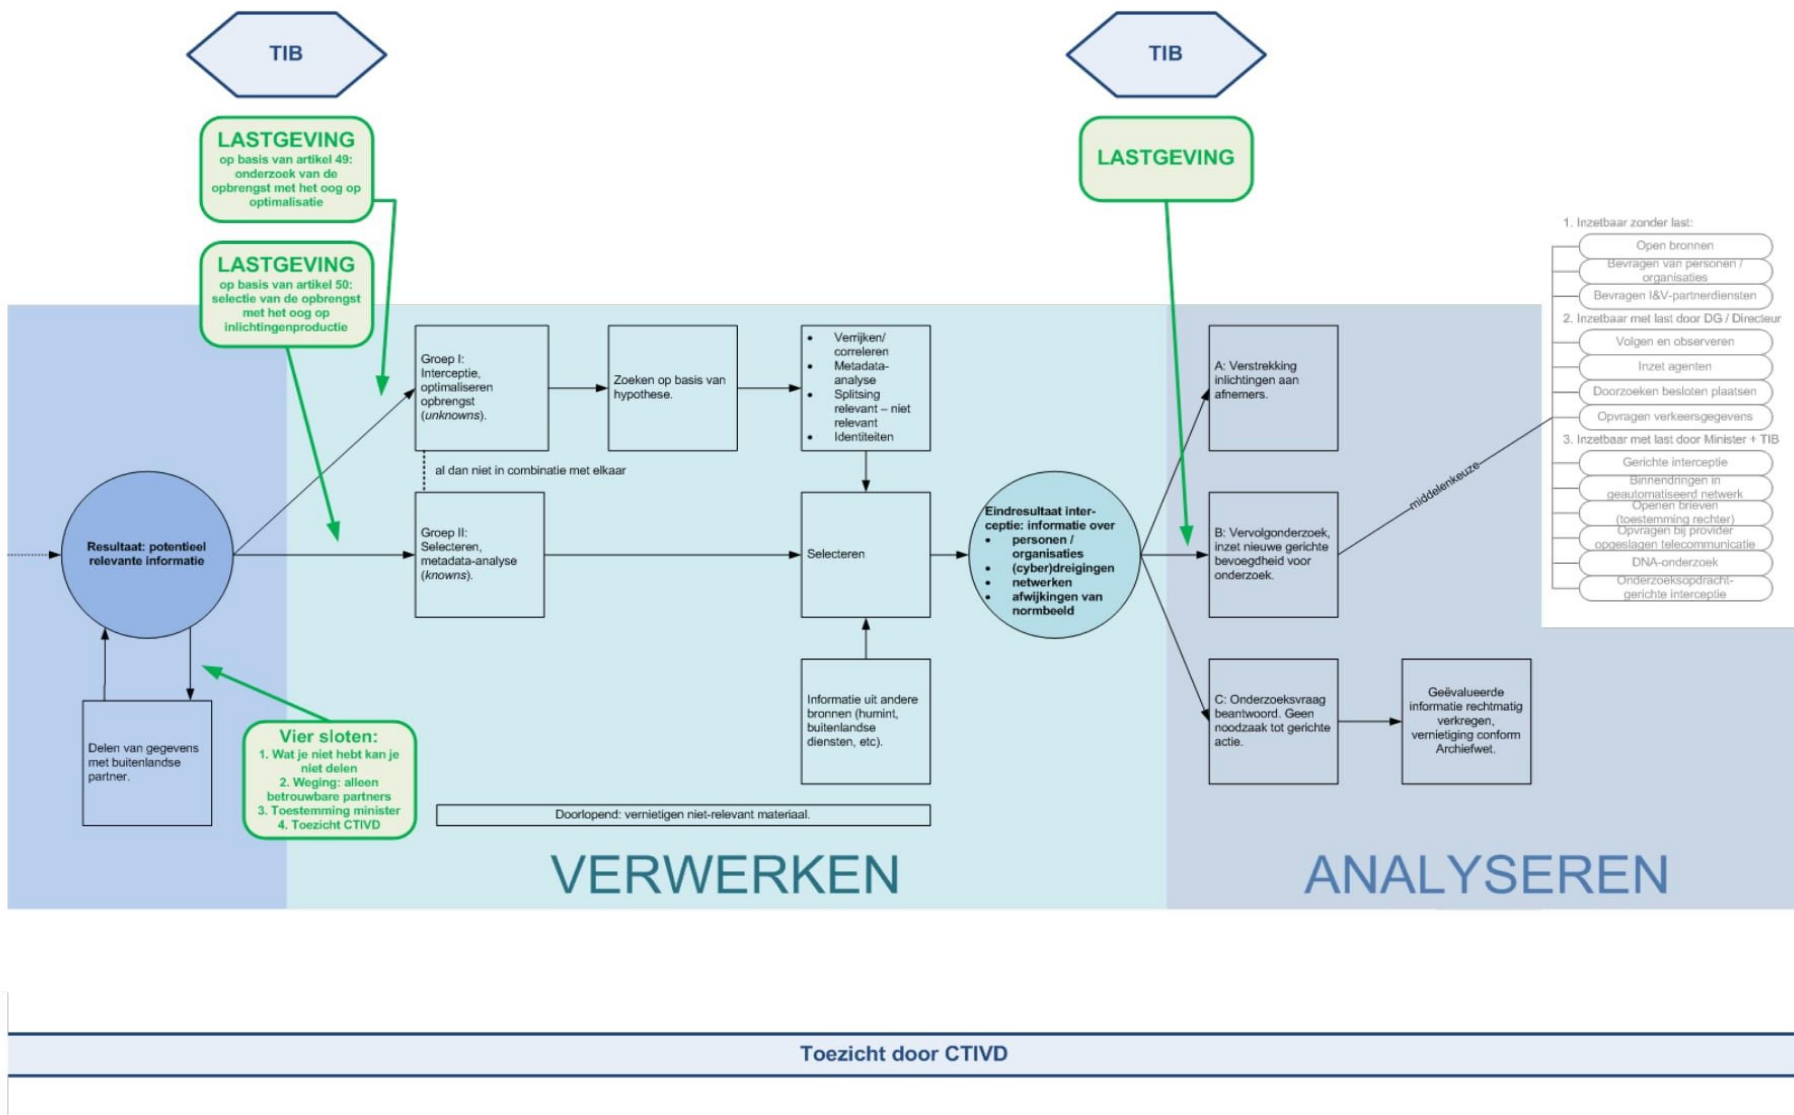 TIB
TIB
LASTGEVING
op basis van artikel 49:
onderzoek van de
opbrengst met het oog op
optimalisatie
LASTGEVING
op basis van artikel 50:
selectie van de opbrengst
met het oog op
inlichtingenproductie
LASTGEVING
Resultaat: potentieel
relevante informatie
Delen van gegevens
met buitenlandse
partner.
Vier sloten:
1. Wat je niet hebt kan je
niet delen
2. Weging: alleen
betrouwbare partners
3. Toestemming minister
4. Toezicht CTIVD
Groep I:
Interceptie,
optimaliseren
opbrengst
(unknowns).
al dan niet in combinatie met elkaar
Groep II:
Selecteren,
metadata-analyse
(knowns).
Zoeken op basis van
hypothese.
• Verrijken/
correleren
• Metadata-
analyse
• Splitsing
relevant – niet
relevant
• Identiteiten
Selecteren
Informatie uit andere
bronnen (humint,
buitenlandse
diensten, etc).
Doorlopend: vernietigen niet-relevant materiaal.
VERWERKEN
Eindresultaat inter-
ceptie: informatie over
• personen /
organisaties
• (cyber)dreigingen
• netwerken
• afwijkingen van
normbeeld
A: Verstrekking
inlichtingen aan
afnemers.
B: Vervolgonderzoek,
inzet nieuwe gerichte
bevoegdheid voor
onderzoek.
C: Onderzoeksvraag
beantwoord. Geen
noodzaak tot gerichte
actie.
Geëvalueerde
informatie rechtmatig
verkregen,
vernietiging conform
Archiefwet.
middelenkeuze
1. Inzetbaar zonder last:
Open bronnen
Bevragen van personen /
organisaties
Bevragen I&V-partnerdiensten
2. Inzetbaar met last door DG / Directeur
Volgen en observeren
Inzet agenten
Doorzoeken besloten plaatsen
Opvragen verkeersgegevens
3. Inzetbaar met last door Minister + TIB
Gerichte interceptie
Binnendringen in
geautomatiseerd netwerk
Openen brieven
(toestemming rechter)
Opvragen bij provider
opgeslagen telecommunicatie
DNA-onderzoek
Onderzoeksopdracht-
gerichte interceptie
ANALYSEREN
Toezicht door CTIVD